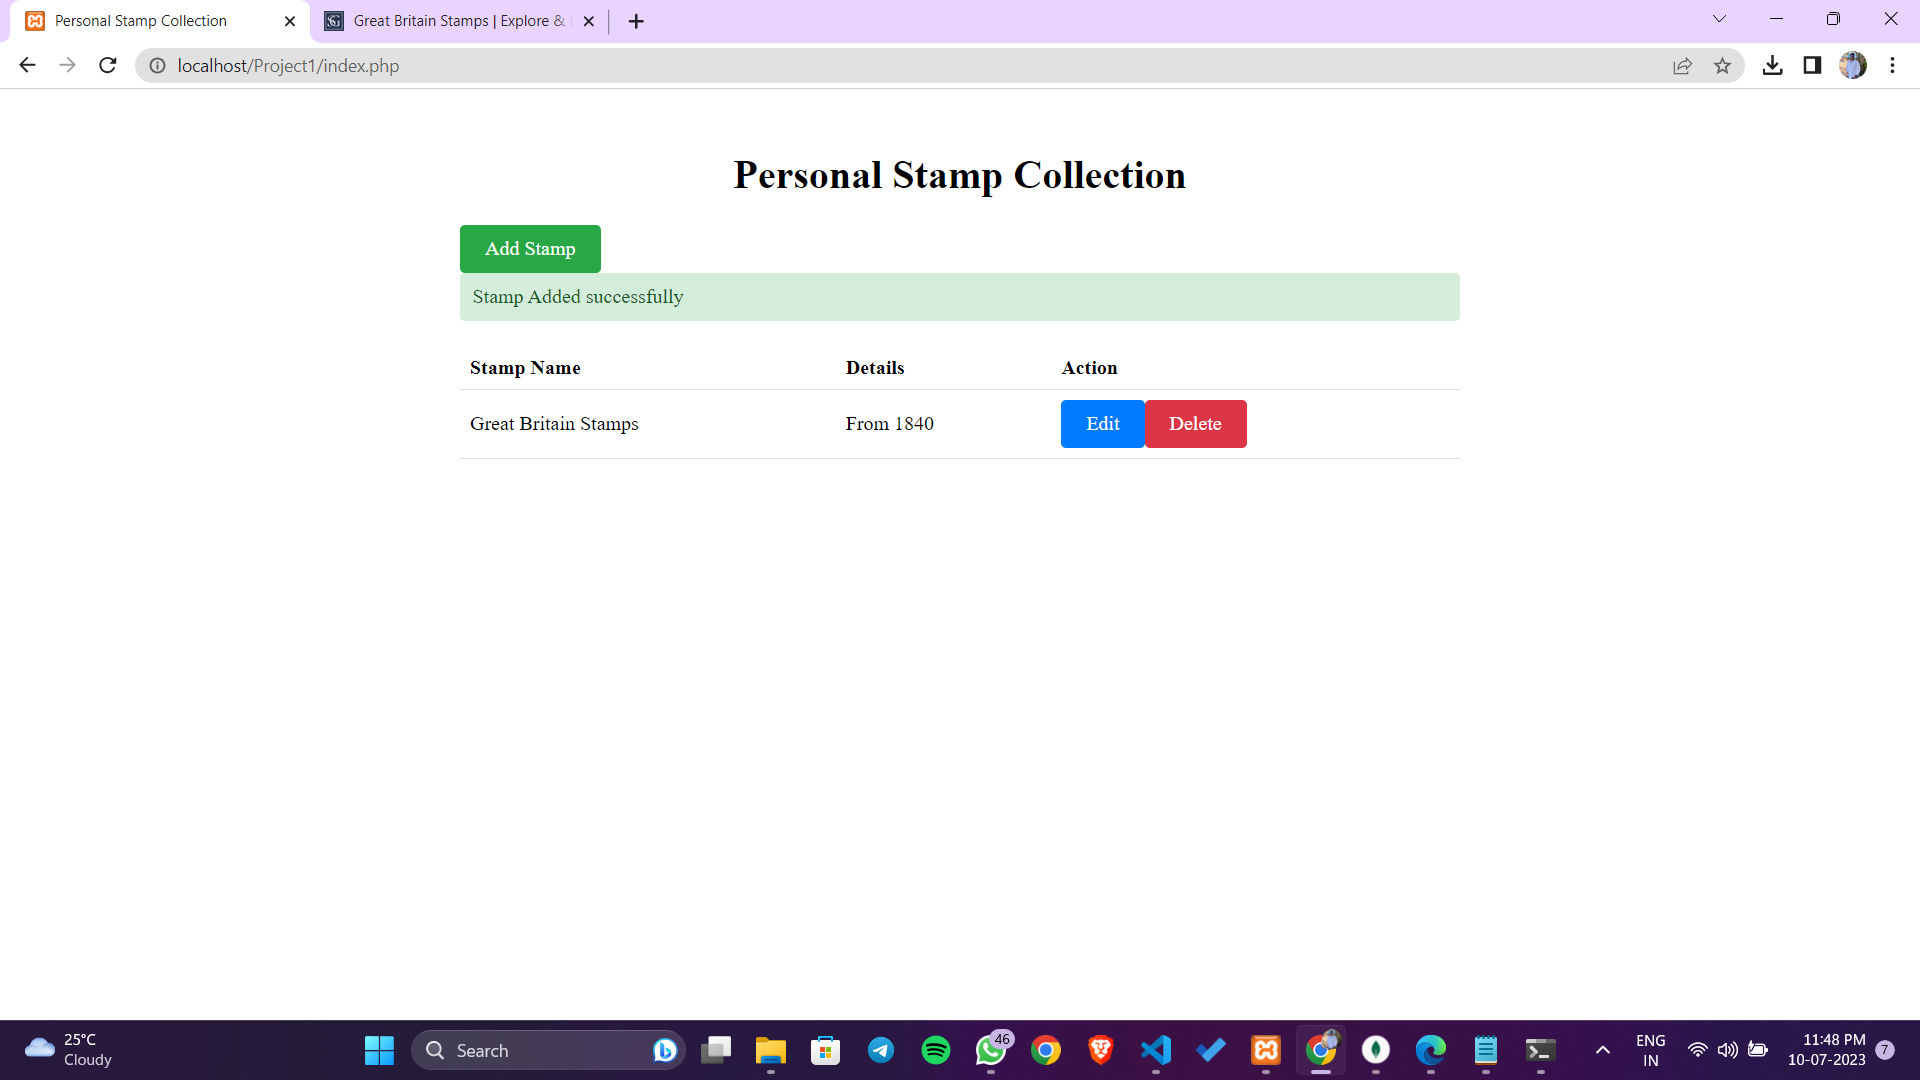 Personal Stamp Collection
Great Britain Stamps | Explore &
localhost/Project1/index.php
Personal Stamp Collection
Add Stamp
Stamp Added successfully
Stamp Name Details Action
Great Britain Stamps From 1840 Edit Delete
25°C
Cloudy
Search
46
ENG
IN
11:48 PM
10-07-2023
7